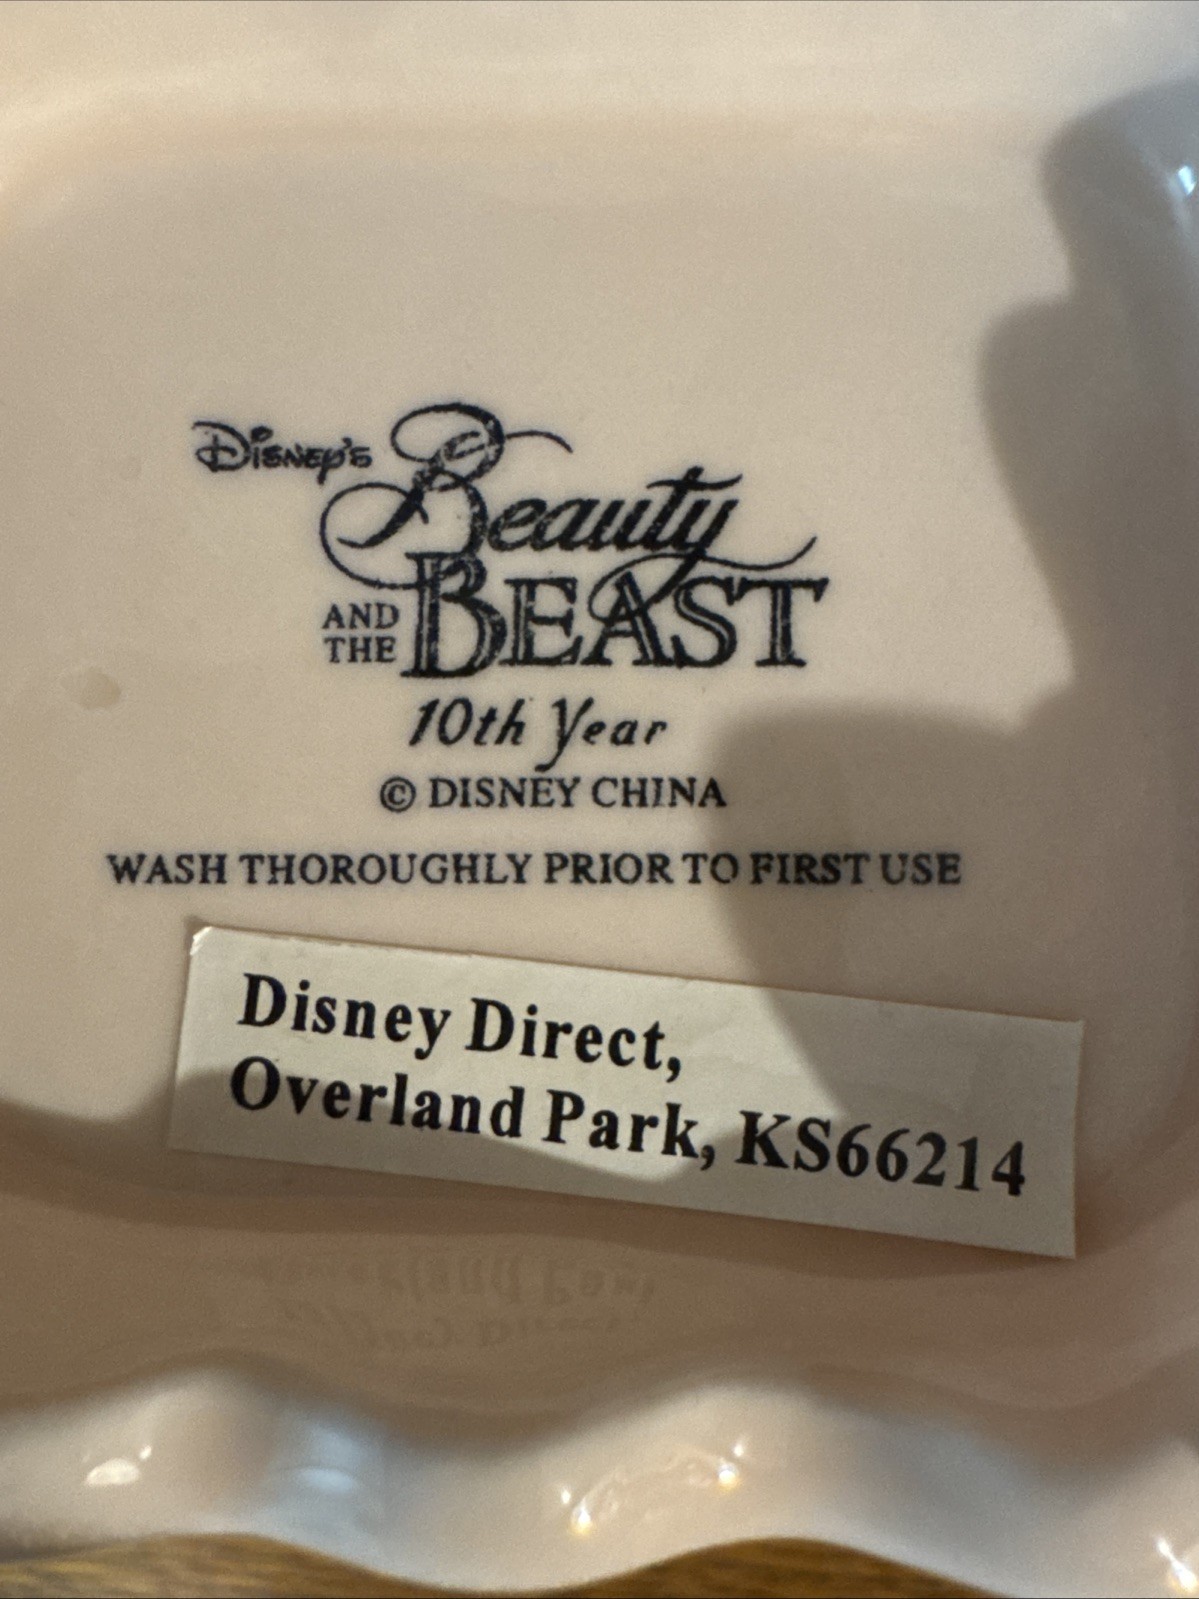 Disney's Beauty
AND THE BEAST
10th Year
© DISNEY CHINA
WASH THOROUGHLY PRIOR TO FIRST USE
Disney Direct,
Overland Park, KS66214